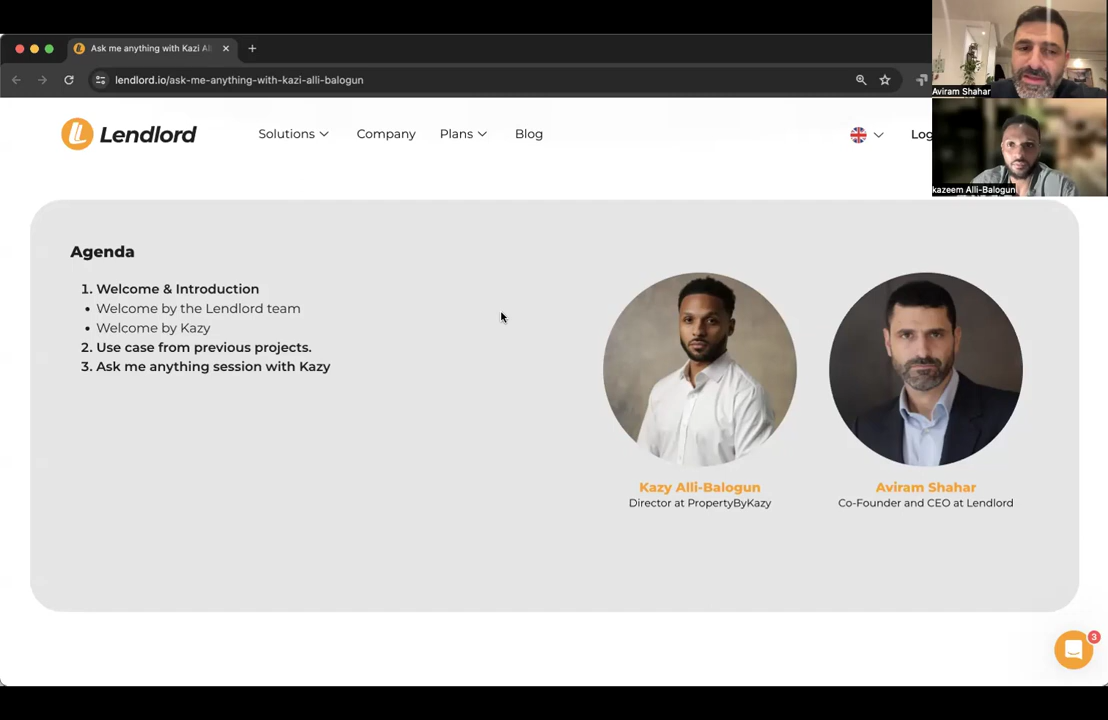 Ask me anything with Kazi Al
lendlord.io/ask-me-anything-with-kazi-alli-balogun
Aviram Shahar
kazeem Alli-Balogun
Lendlord
Solutions
Company
Plans
Blog
Log
Agenda
1. Welcome & Introduction
• Welcome by the Lendlord team
• Welcome by Kazy
2. Use case from previous projects.
3. Ask me anything session with Kazy
Kazy Alli-Balogun
Director at PropertyByKazy
Aviram Shahar
Co-Founder and CEO at Lendlord
3